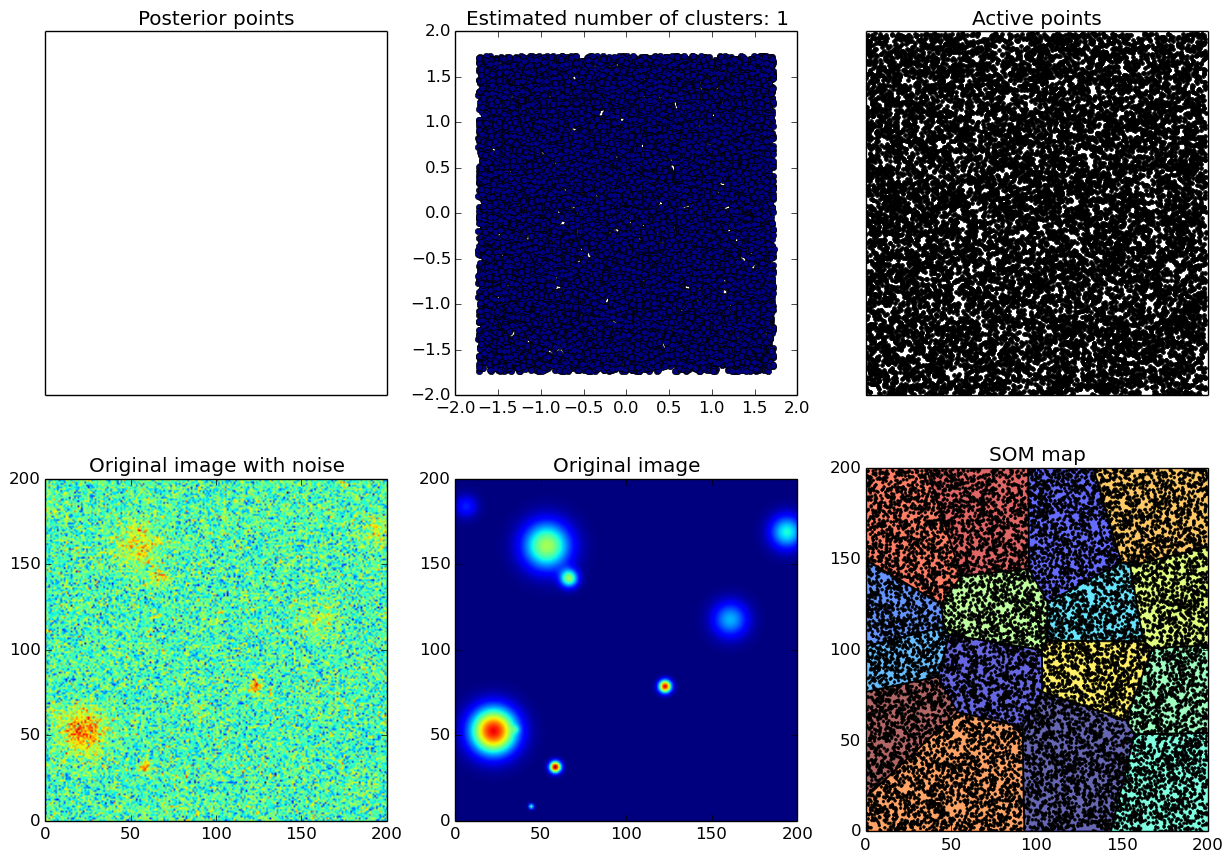 Posterior points
Estimated number of clusters: 1
Active points
2.0
1.5
1.0
0.5
0.0
−0.5
−1.0
−1.5
−2.0
−2.0 −1.5 −1.0 −0.5 0.0 0.5 1.0 1.5 2.0
Original image with noise
Original image
SOM map
200
150
100
50
0
0 50 100 150 200
200
150
100
50
0
0 50 100 150 200
200
150
100
50
0
0 50 100 150 200